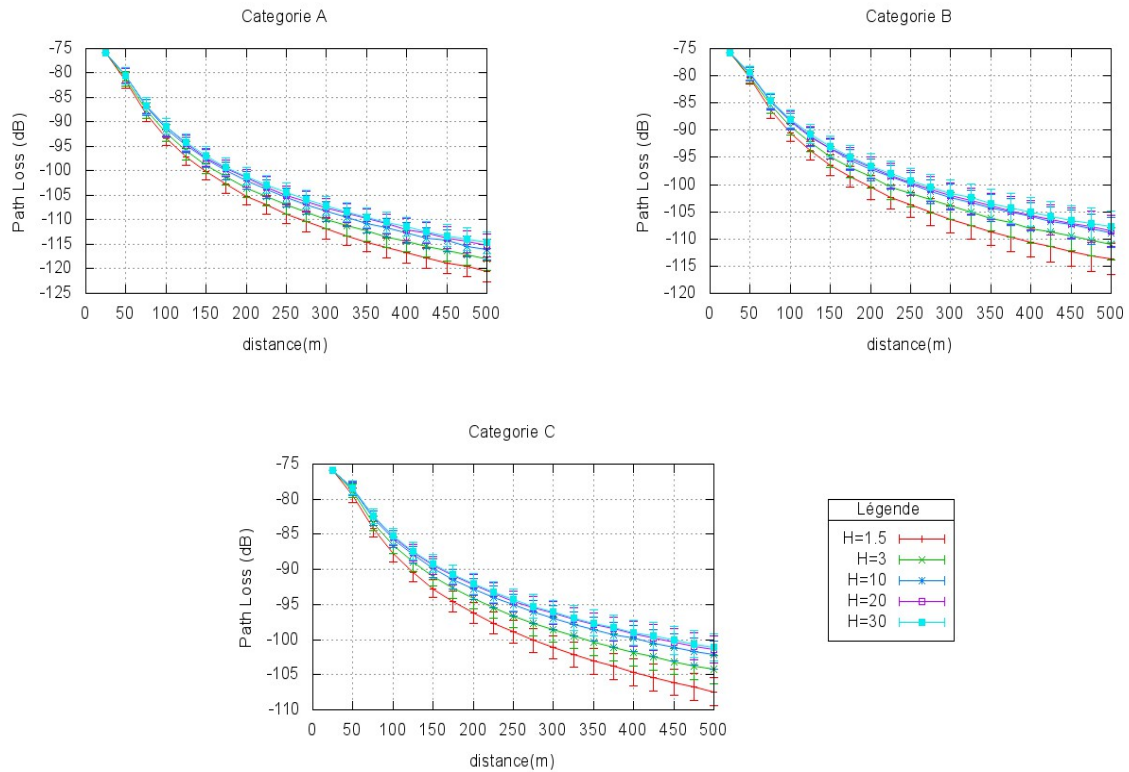 Categorie A
Path Loss (dB)
-75
-80
-85
-90
-95
-100
-105
-110
-115
-120
-125
0 50 100 150 200 250 300 350 400 450 500
distance(m)
Categorie B
Path Loss (dB)
-75
-80
-85
-90
-95
-100
-105
-110
-115
-120
0 50 100 150 200 250 300 350 400 450 500
distance(m)
Categorie C
Path Loss (dB)
-75
-80
-85
-90
-95
-100
-105
-110
0 50 100 150 200 250 300 350 400 450 500
distance(m)
Légende
H=1.5
H=3
H=10
H=20
H=30